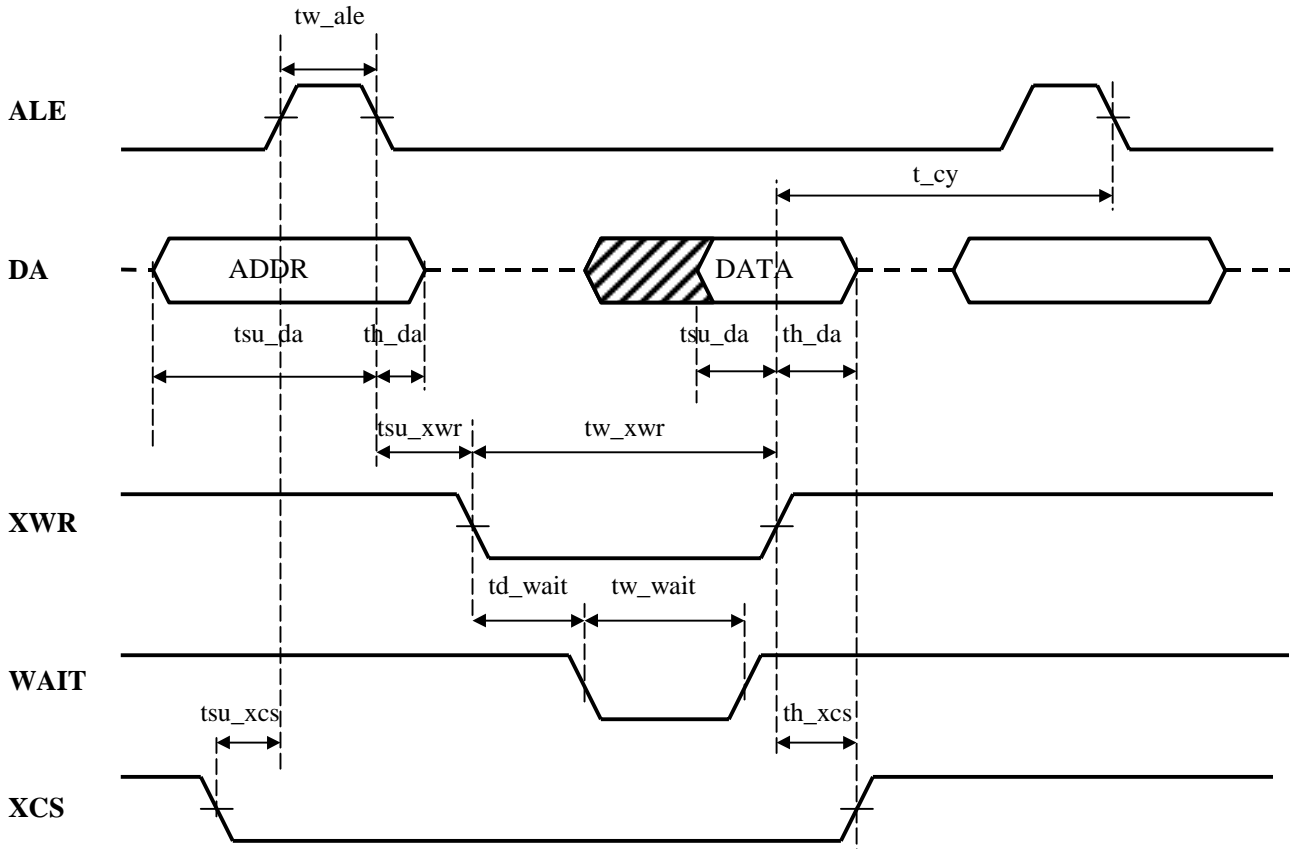 tw_ale
ALE
t_cy
DA
ADDR
DATA
tsu_da
th_da
tsu_da
th_da
tsu_xwr
tw_xwr
XWR
td_wait
tw_wait
WAIT
tsu_xcs
th_xcs
XCS